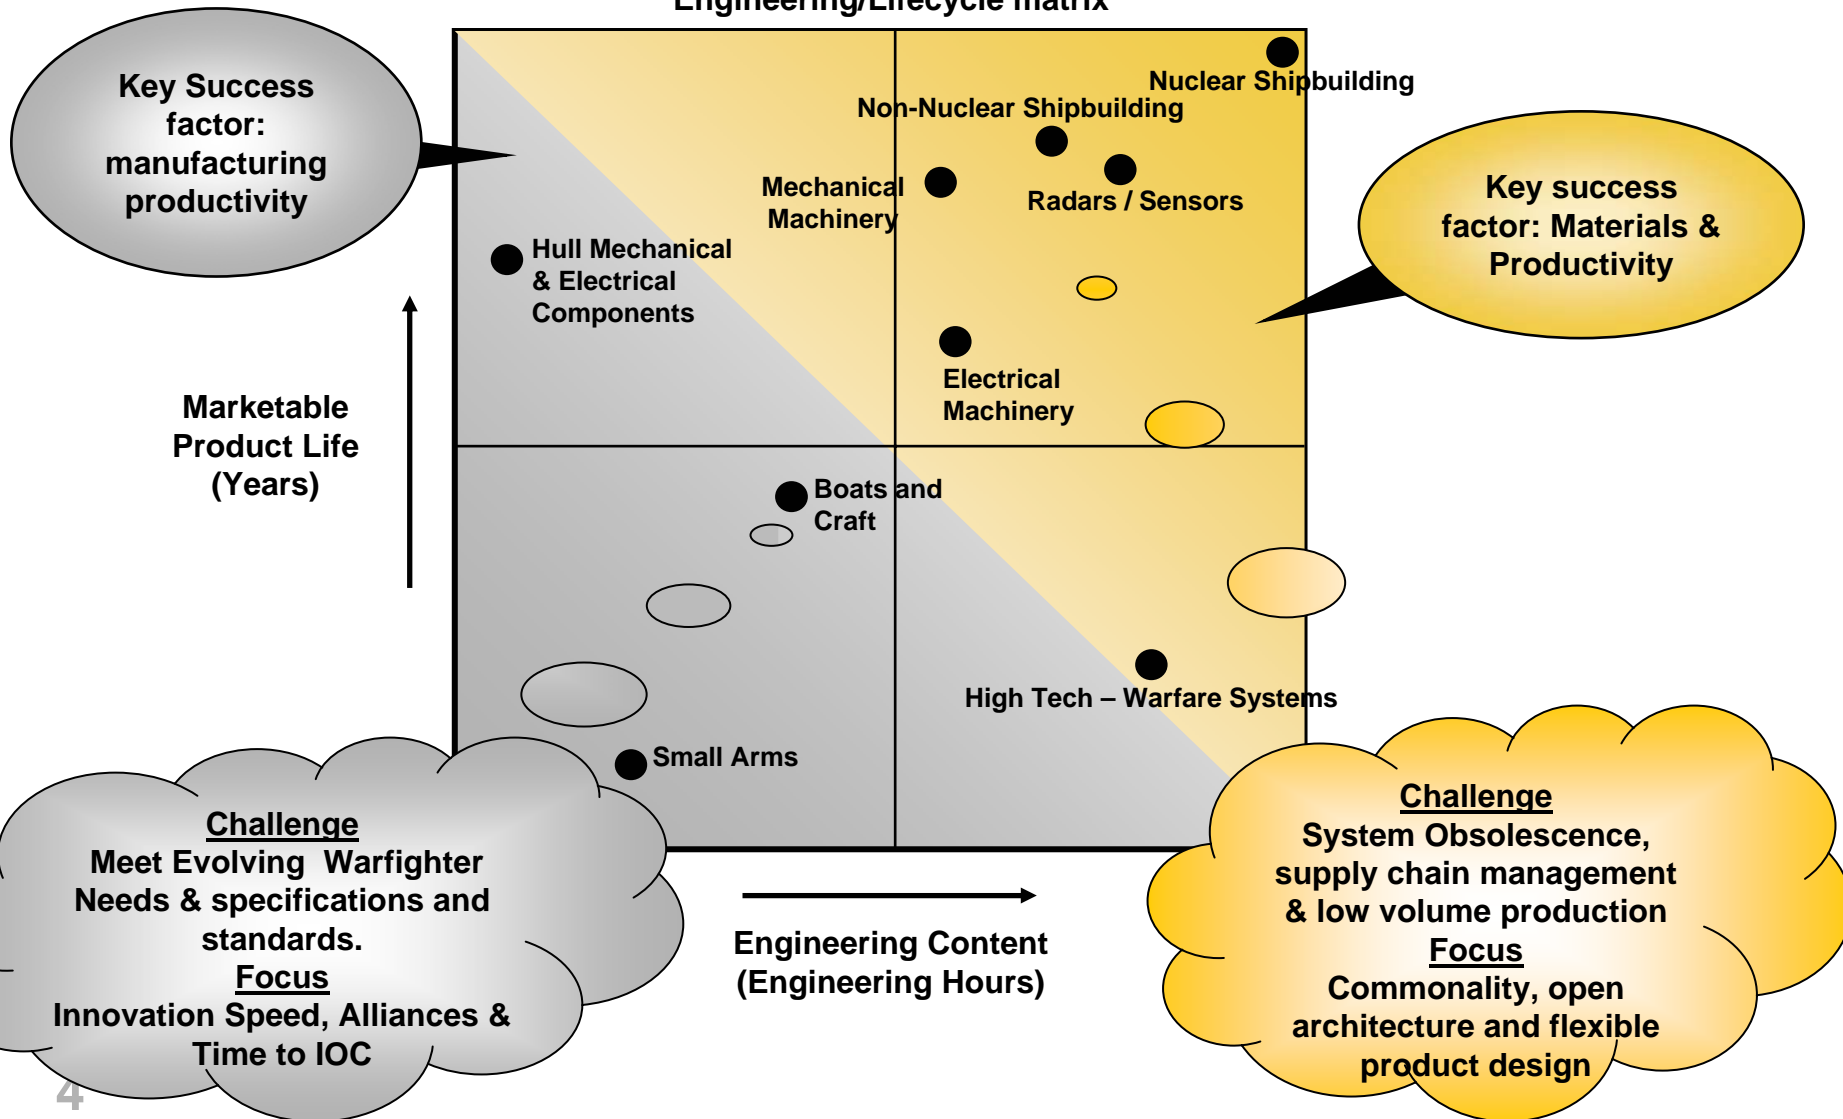 Engineering/Lifecycle matrix
Key Success
factor:
manufacturing
productivity
Nuclear Shipbuilding
Non-Nuclear Shipbuilding
Mechanical
Machinery
Radars / Sensors
Key success
factor: Materials &
Productivity
Hull Mechanical
& Electrical
Components
Electrical
Machinery
Marketable
Product Life
(Years)
Boats and
Craft
High Tech – Warfare Systems
Small Arms
Challenge
Meet Evolving  Warfighter
Needs & specifications and
standards.
Focus
Innovation Speed, Alliances &
Time to IOC
Engineering Content
(Engineering Hours)
Challenge
System Obsolescence,
supply chain management
& low volume production
Focus
Commonality, open
architecture and flexible
product design
4